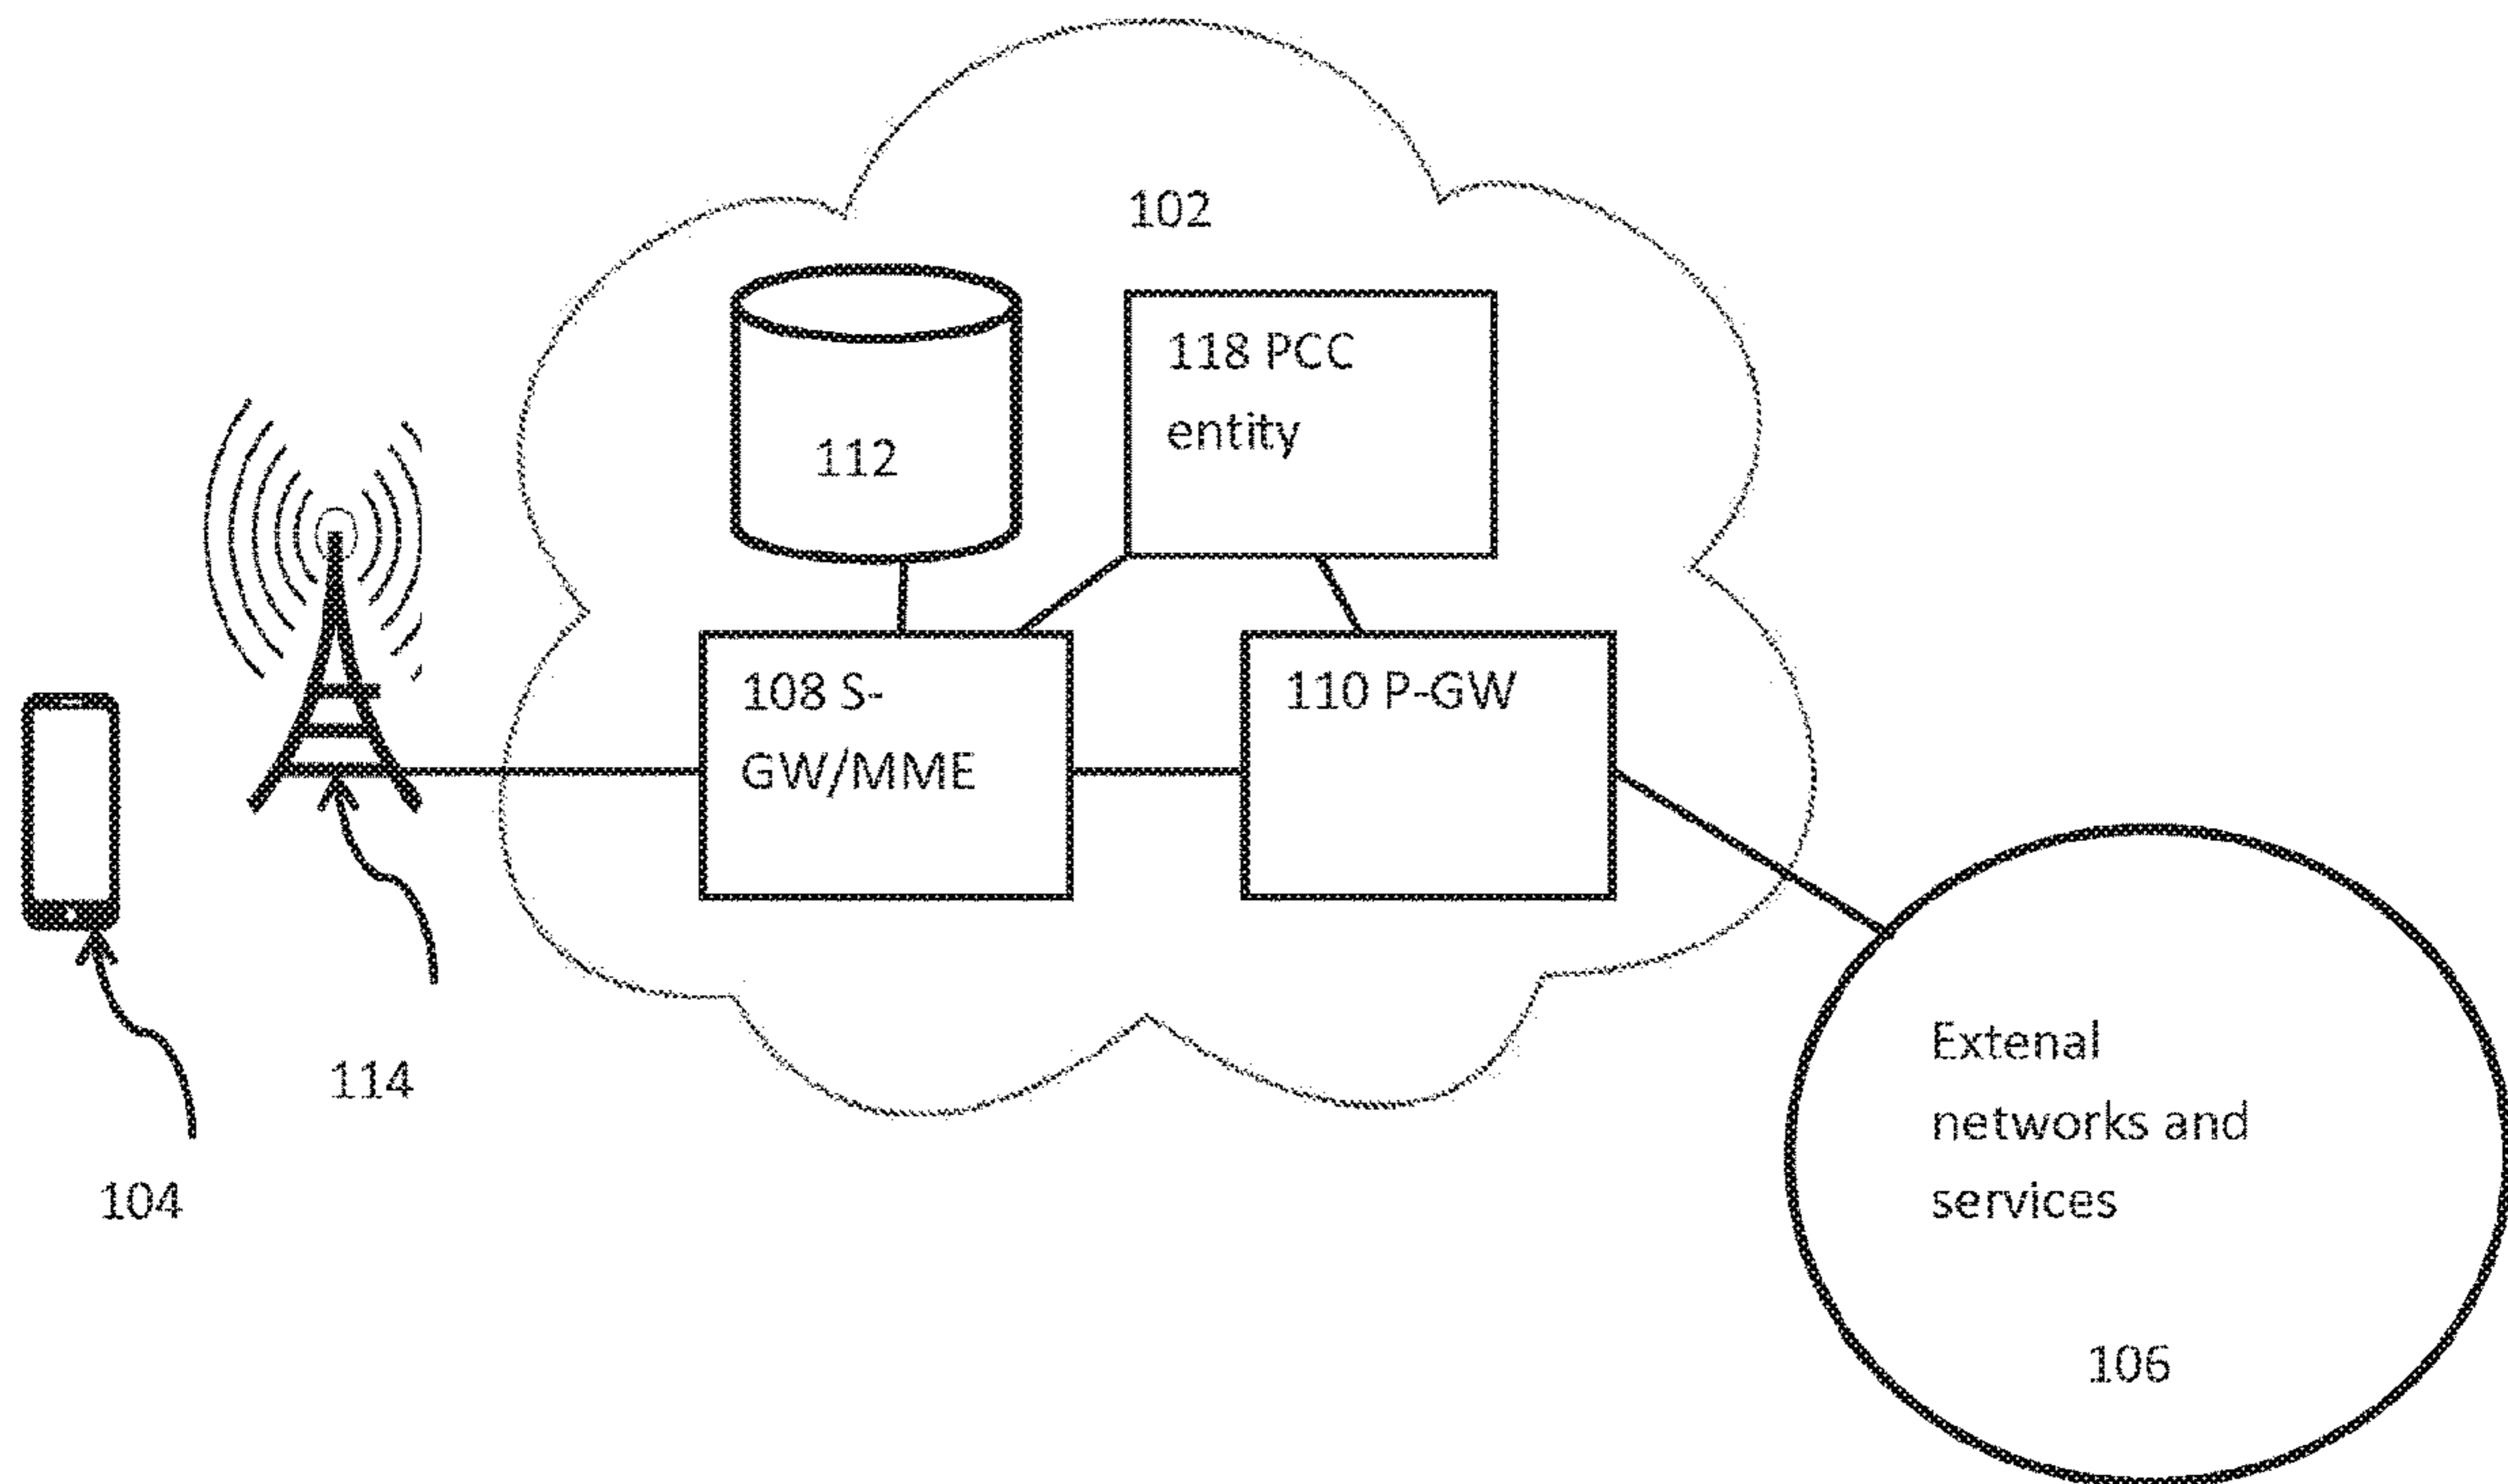 102
118 PCC
entity
112
108 S-
GW/MME
110 P-GW
114
104
Extenal
networks and
services
106